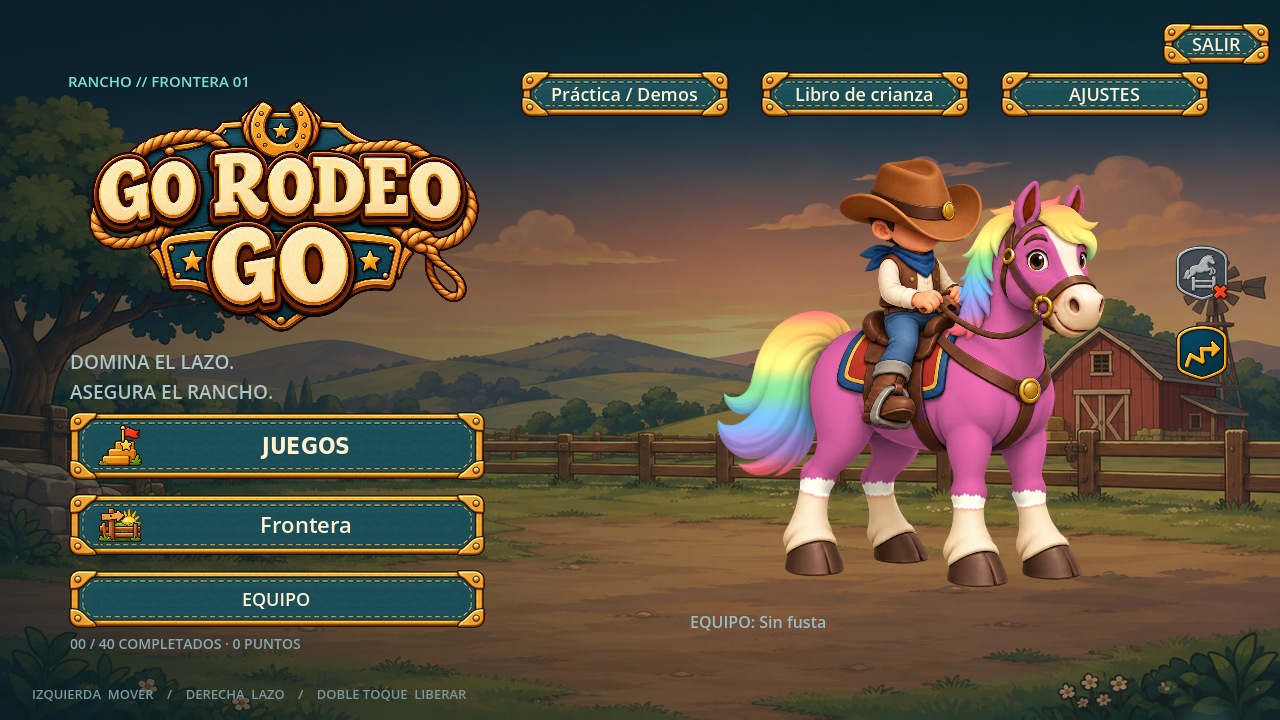 SALIR
RANCHO // FRONTERA 01
Práctica / Demos
Libro de crianza
AJUSTES
GO RODEO
GO
DOMINA EL LAZO.
ASEGURA EL RANCHO.
JUEGOS
Frontera
EQUIPO
EQUIPO: Sin fusta
00 / 40 COMPLETADOS · 0 PUNTOS
IZQUIERDA MOVER / DERECHA LAZO / DOBLE TOQUE LIBERAR